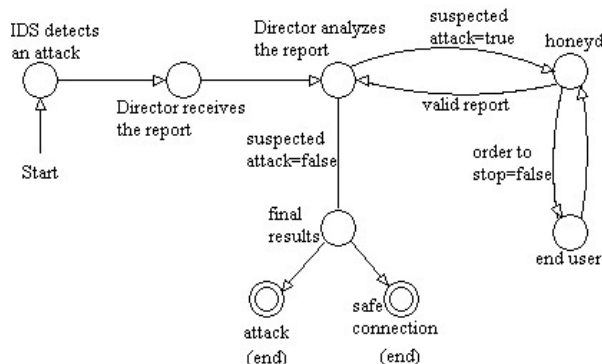 IDS detects
an attack
Director analyzes
the report
suspected
attack=true
honeyd
Director receives
the report
valid report
Start
suspected
attack=false
order to
stop=false
final
results
end user
attack
(end)
safe
connection
(end)